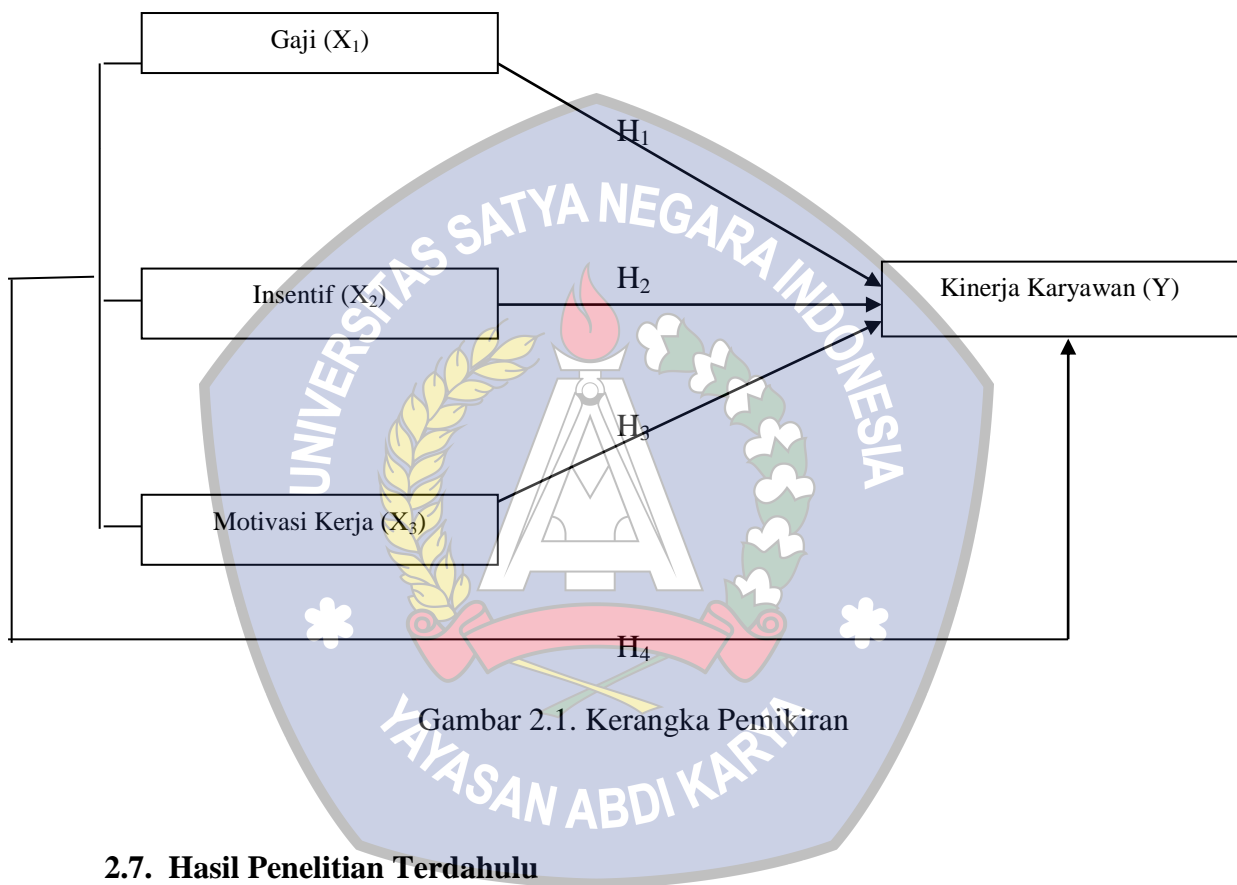 Gaji (X₁)
H₁
UNIVERSITAS SATYA NEGARA INDONESIA
Insentif (X₂)
H₂
Kinerja Karyawan (Y)
H₃
Motivasi Kerja (X₃)
H₄
Gambar 2.1. Kerangka Pemikiran
YAYASAN ABDI KARYA
2.7. Hasil Penelitian Terdahulu